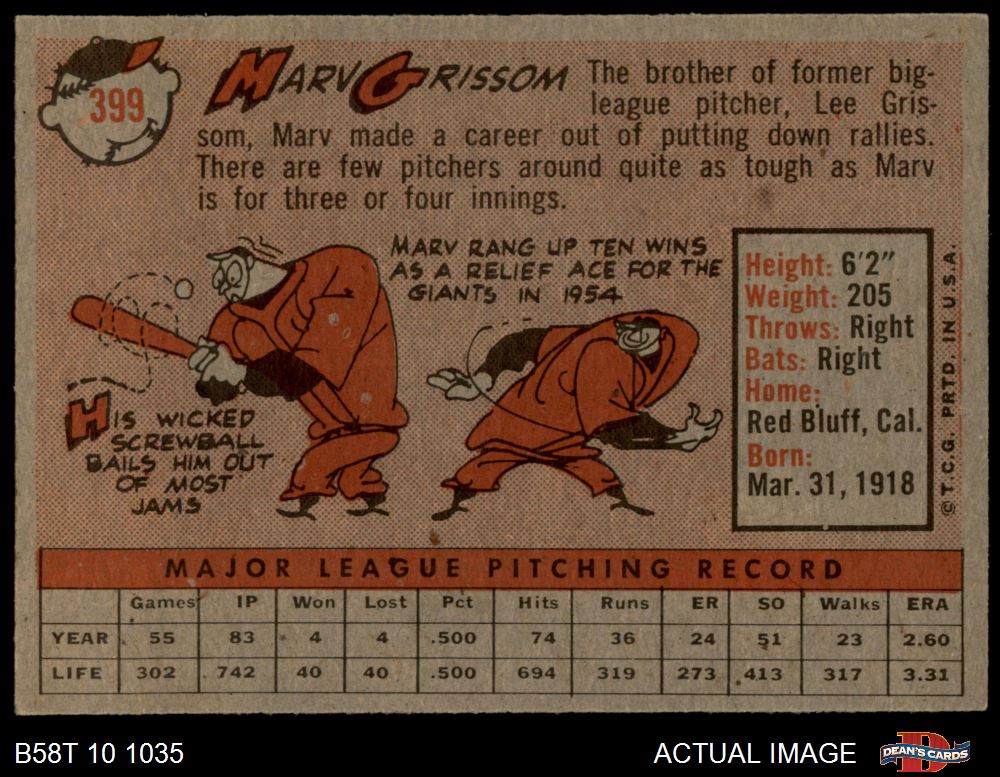 399
MARV GRISSOM
The brother of former big-
league pitcher, Lee Gris-
som, Marv made a career out of putting down rallies.
There are few pitchers around quite as tough as Marv
is for three or four innings.
MARV RANG UP TEN WINS
AS A RELIEF ACE FOR THE
GIANTS IN 1954
HIS WICKED
SCREWBALL
BAILS HIM OUT
OF MOST
JAMS
Height: 6'2"
Weight: 205
Throws: Right
Bats: Right
Home:
Red Bluff, Cal.
Born:
Mar. 31, 1918
© T.C.G. PRTD. IN U.S.A.
MAJOR LEAGUE PITCHING RECORD
Games IP Won Lost Pct Hits Runs ER SO Walks ERA
YEAR 55 83 4 4 .500 74 36 24 51 23 2.60
LIFE 302 742 40 40 .500 694 319 273 413 317 3.31
B58T 10 1035
ACTUAL IMAGE
D
DEAN'S CARDS